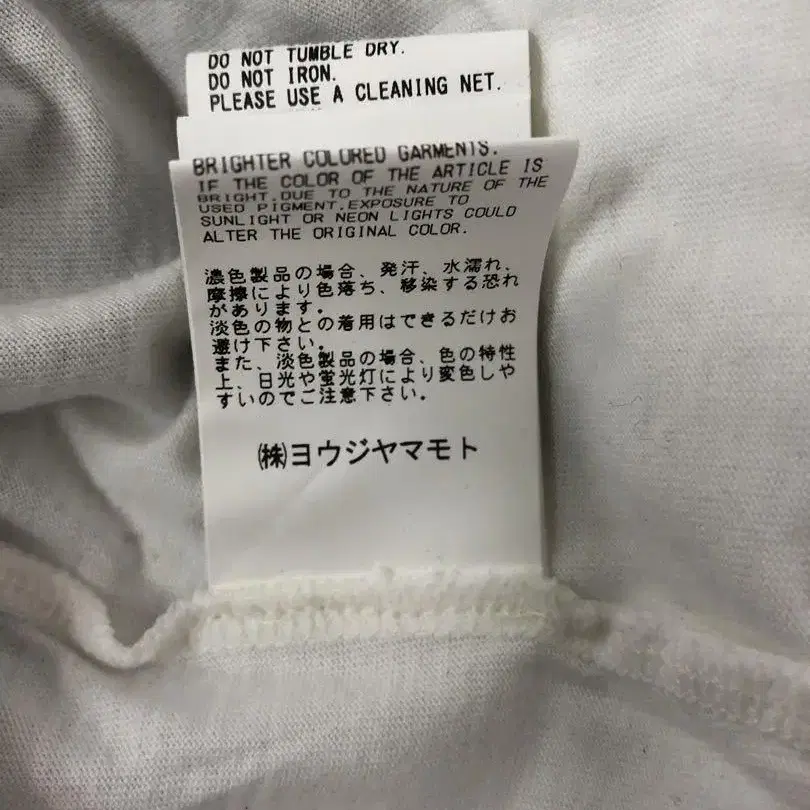 DO NOT TUMBLE DRY.
DO NOT IRON.
PLEASE USE A CLEANING NET.
BRIGHTER COLORED GARMENTS.
IF THE COLOR OF THE ARTICLE IS
BRIGHT,DUE TO THE NATURE OF THE
USED PIGMENT,EXPOSURE TO
SUNLIGHT OR NEON LIGHTS COULD
ALTER THE ORIGINAL COLOR.
濃色製品の場合、発汗、水濡れ、
摩擦により色落ち、移染する恐れ
があります。
淡色の物との着用はできるだけお
避け下さい。
また、淡色製品の場合、色の特性
上、日光や蛍光灯により変色しや
すいのでご注意下さい。
㈱ヨウジヤマモト